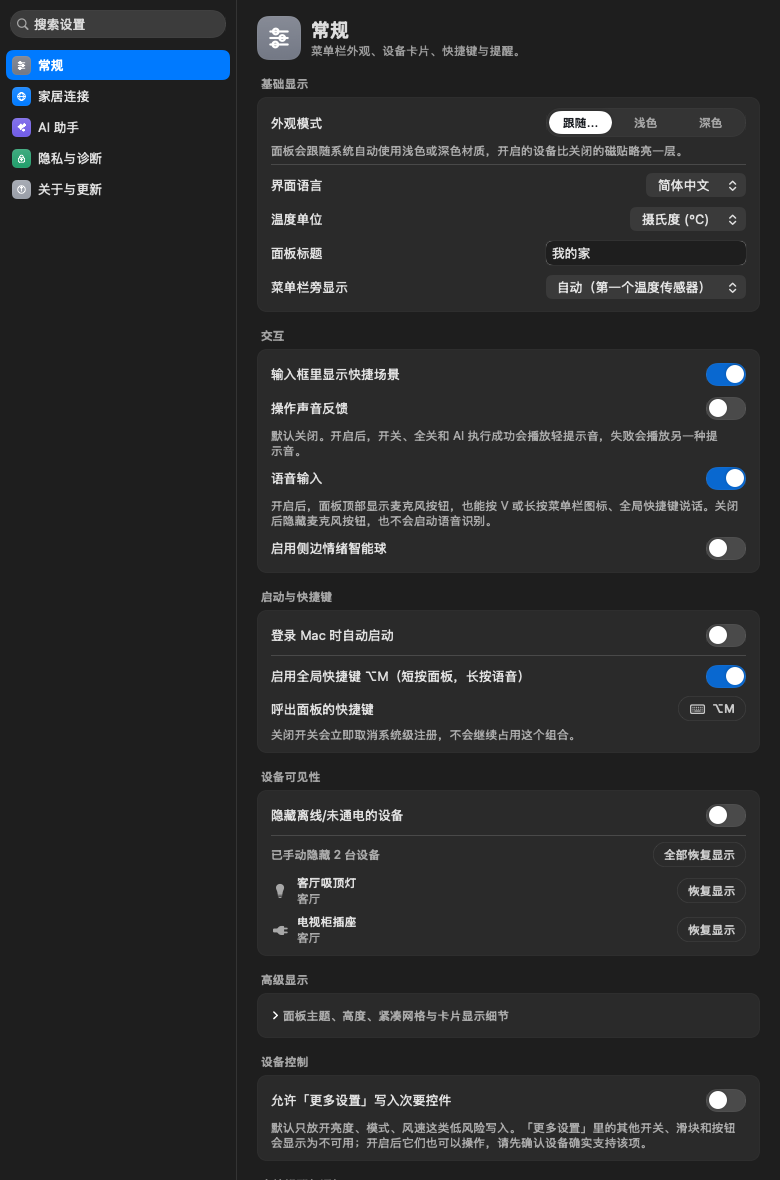 搜索设置
常规
家居连接
AI 助手
隐私与诊断
关于与更新
常规
菜单栏外观、设备卡片、快捷键与提醒。
基础显示
外观模式
跟随...
浅色
深色
面板会跟随系统自动使用浅色或深色材质，开启的设备比关闭的磁贴略亮一层。
界面语言
简体中文
温度单位
摄氏度 (°C)
面板标题
我的家
菜单栏旁显示
自动（第一个温度传感器）
交互
输入框里显示快捷场景
操作声音反馈
默认关闭。开启后，开关、全关和 AI 执行成功会播放轻提示音，失败会播放另一种提
示音。
语音输入
开启后，面板顶部显示麦克风按钮，也能按 V 或长按菜单栏图标、全局快捷键说话。关闭
后隐藏麦克风按钮，也不会启动语音识别。
启用侧边情绪智能球
启动与快捷键
登录 Mac 时自动启动
启用全局快捷键 ⌥M（短按面板，长按语音）
呼出面板的快捷键
⌥M
关闭开关会立即取消系统级注册，不会继续占用这个组合。
设备可见性
隐藏离线/未通电的设备
已手动隐藏 2 台设备
全部恢复显示
客厅吸顶灯
客厅
恢复显示
电视柜插座
客厅
恢复显示
高级显示
面板主题、高度、紧凑网格与卡片显示细节
设备控制
允许「更多设置」写入次要控件
默认只放开亮度、模式、风速这类低风险写入。「更多设置」里的其他开关、滑块和按钮
会显示为不可用；开启后它们也可以操作，请先确认设备确实支持该项。